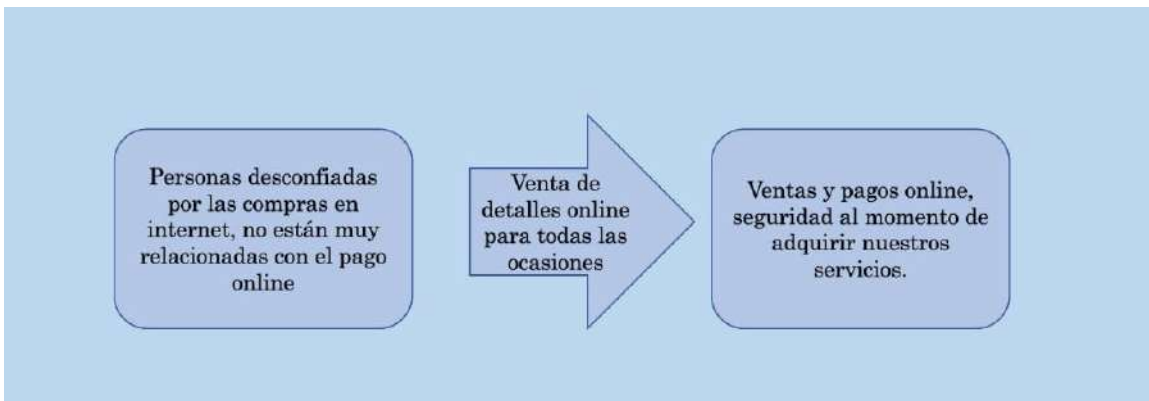 Personas desconfiadas
por las compras en
internet, no están muy
relacionadas con el pago
online
Venta de
detalles online
para todas las
ocasiones
Ventas y pagos online,
seguridad al momento de
adquirir nuestros
servicios.